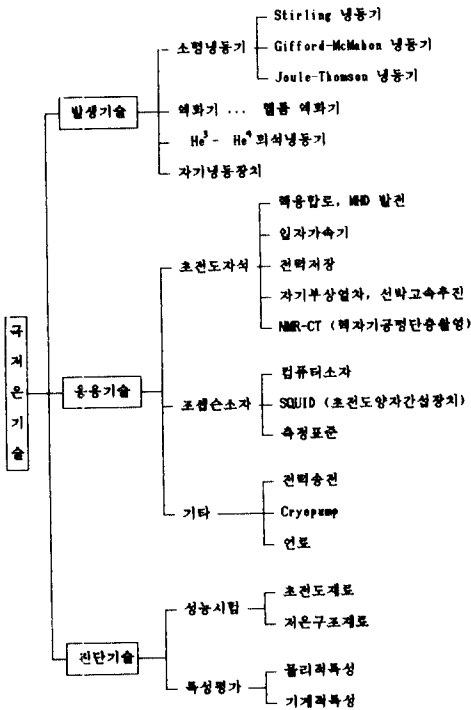 Stirling 냉동기
소형냉동기
Gifford-McMahon 냉동기
Joule-Thomson 냉동기
발생기술
액화기 ... 헬륨 액화기
He³ - He⁴ 희석냉동기
자기냉동장치
핵융합로, MHD 발전
입자가속기
초전도자석
전력저장
자기부상열차, 선박고속추진
NMR-CT (핵자기공명단층촬영)
극저온기술
응용기술
컴퓨터소자
조셉슨소자
SQUID (초전도양자간섭장치)
측정표준
전력송전
기타
Cryopump
연료
초전도재료
성능시험
저온구조재료
진단기술
물리적특성
특성평가
기계적특성